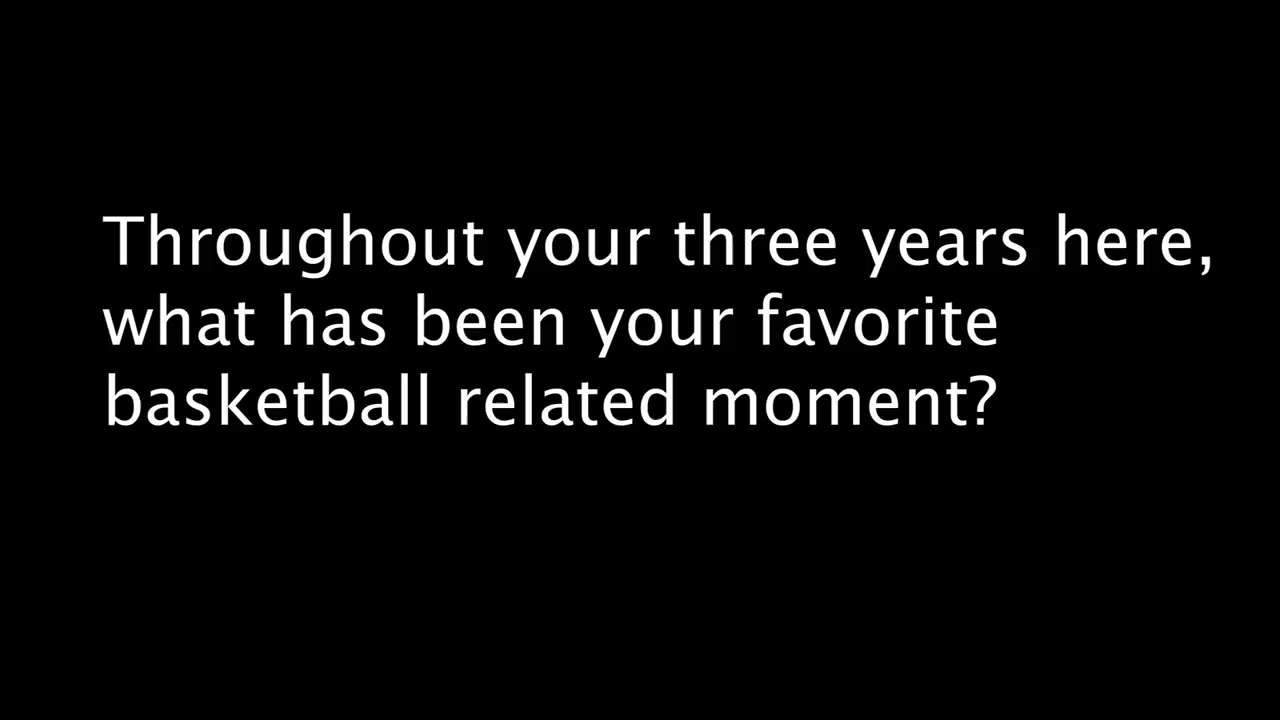 Throughout your three years here,
what has been your favorite
basketball related moment?